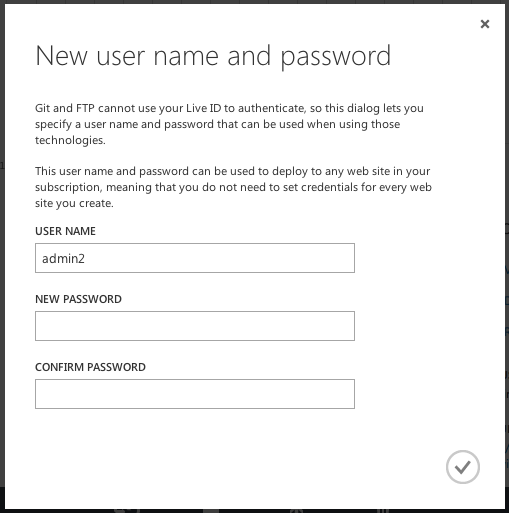 New user name and password
Git and FTP cannot use your Live ID to authenticate, so this dialog lets you
specify a user name and password that can be used when using those
technologies.
This user name and password can be used to deploy to any web site in your
subscription, meaning that you do not need to set credentials for every web
site you create.
USER NAME
admin2
NEW PASSWORD
CONFIRM PASSWORD